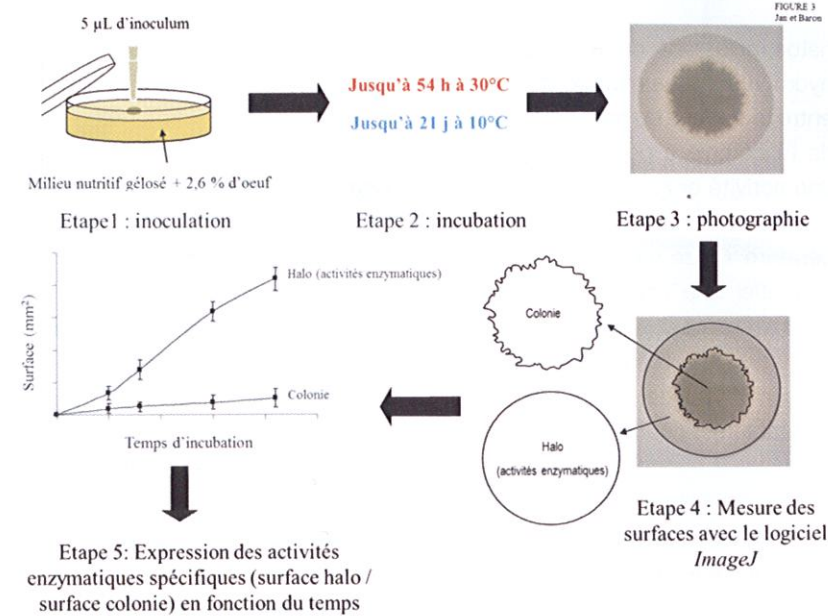 FIGURE 3
Jan et Baron
5 µL d'inoculum
Jusqu'à 54 h à 30°C
Jusqu'à 21 j à 10°C
Milieu nutritif gélosé + 2,6 % d'oeuf
Etape1 : inoculation
Etape 2 : incubation
Etape 3 : photographie
Surface (mm²)
Halo (activités enzymatiques)
Colonie
Temps d'incubation
Colonie
Halo
(activités enzymatiques)
Etape 4 : Mesure des
surfaces avec le logiciel
ImageJ
Etape 5: Expression des activités
enzymatiques spécifiques (surface halo /
surface colonie) en fonction du temps